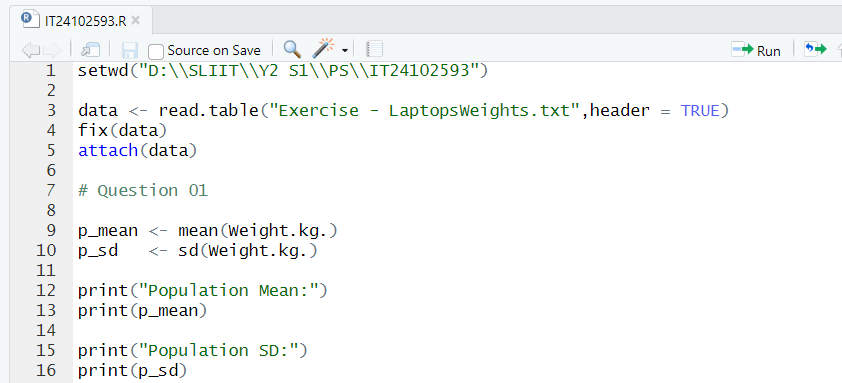 IT24102593.R
Source on Save
Run
1 setwd("D:\\SLIIT\\Y2 S1\\PS\\IT24102593")
2
3 data <- read.table("Exercise - LaptopsWeights.txt",header = TRUE)
4 fix(data)
5 attach(data)
6
7 # Question 01
8
9 p_mean <- mean(Weight.kg.)
10 p_sd   <- sd(Weight.kg.)
11
12 print("Population Mean:")
13 print(p_mean)
14
15 print("Population SD:")
16 print(p_sd)